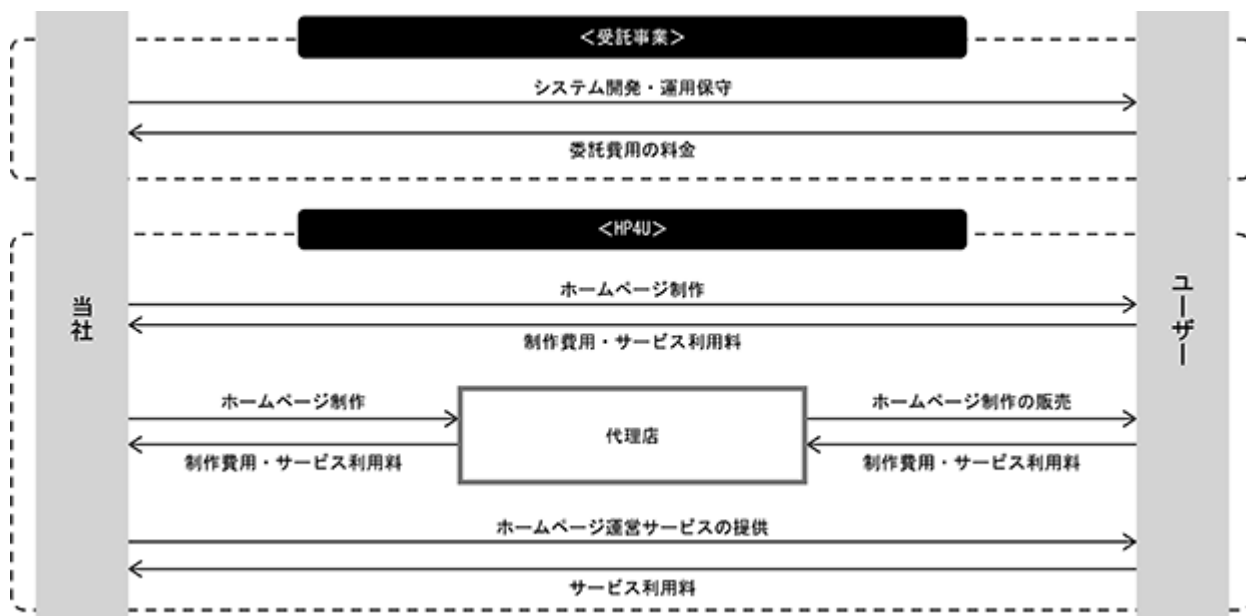 <受託事業>
システム開発・運用保守
委託費用の料金
<HP4U>
当社
ユーザー
ホームページ制作
制作費用・サービス利用料
ホームページ制作
代理店
ホームページ制作の販売
制作費用・サービス利用料
制作費用・サービス利用料
ホームページ運営サービスの提供
サービス利用料